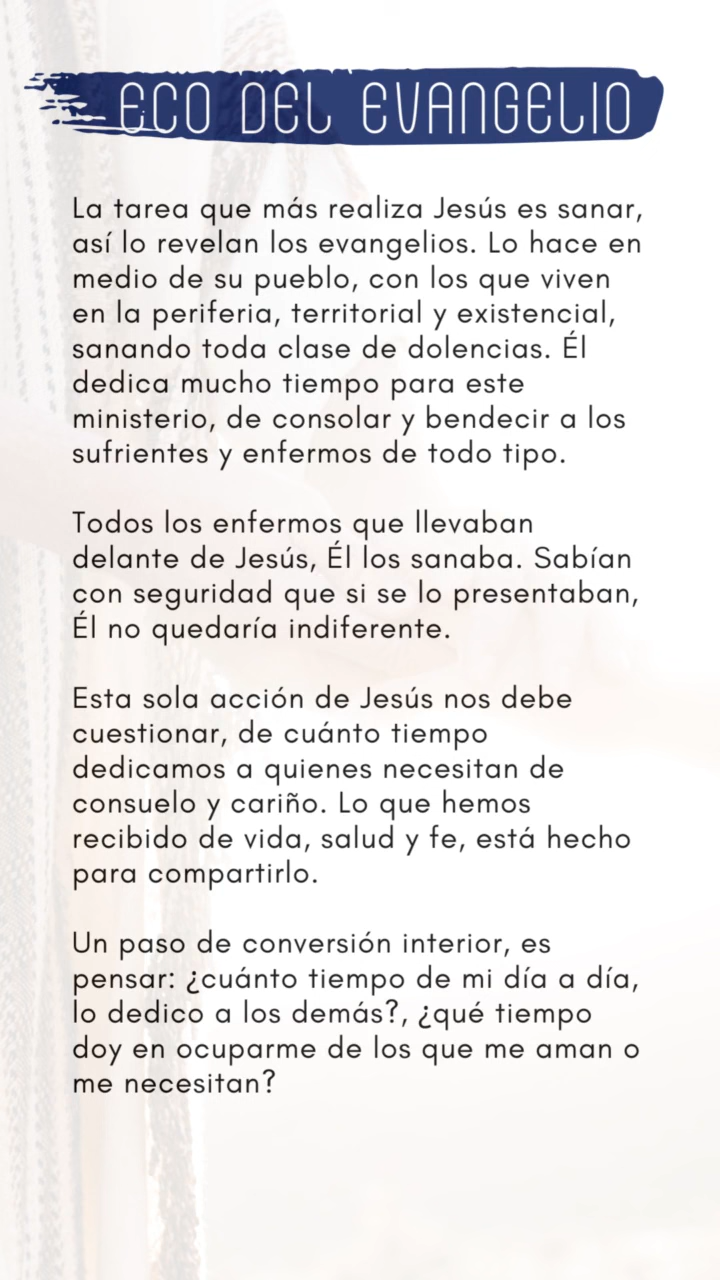 ECO DEL EVANGELIO
La tarea que más realiza Jesús es sanar,
así lo revelan los evangelios. Lo hace en
medio de su pueblo, con los que viven
en la periferia, territorial y existencial,
sanando toda clase de dolencias. Él
dedica mucho tiempo para este
ministerio, de consolar y bendecir a los
sufrientes y enfermos de todo tipo.
Todos los enfermos que llevaban
delante de Jesús, Él los sanaba. Sabían
con seguridad que si se lo presentaban,
Él no quedaría indiferente.
Esta sola acción de Jesús nos debe
cuestionar, de cuánto tiempo
dedicamos a quienes necesitan de
consuelo y cariño. Lo que hemos
recibido de vida, salud y fe, está hecho
para compartirlo.
Un paso de conversión interior, es
pensar: ¿cuánto tiempo de mi día a día,
lo dedico a los demás?, ¿qué tiempo
doy en ocuparme de los que me aman o
me necesitan?